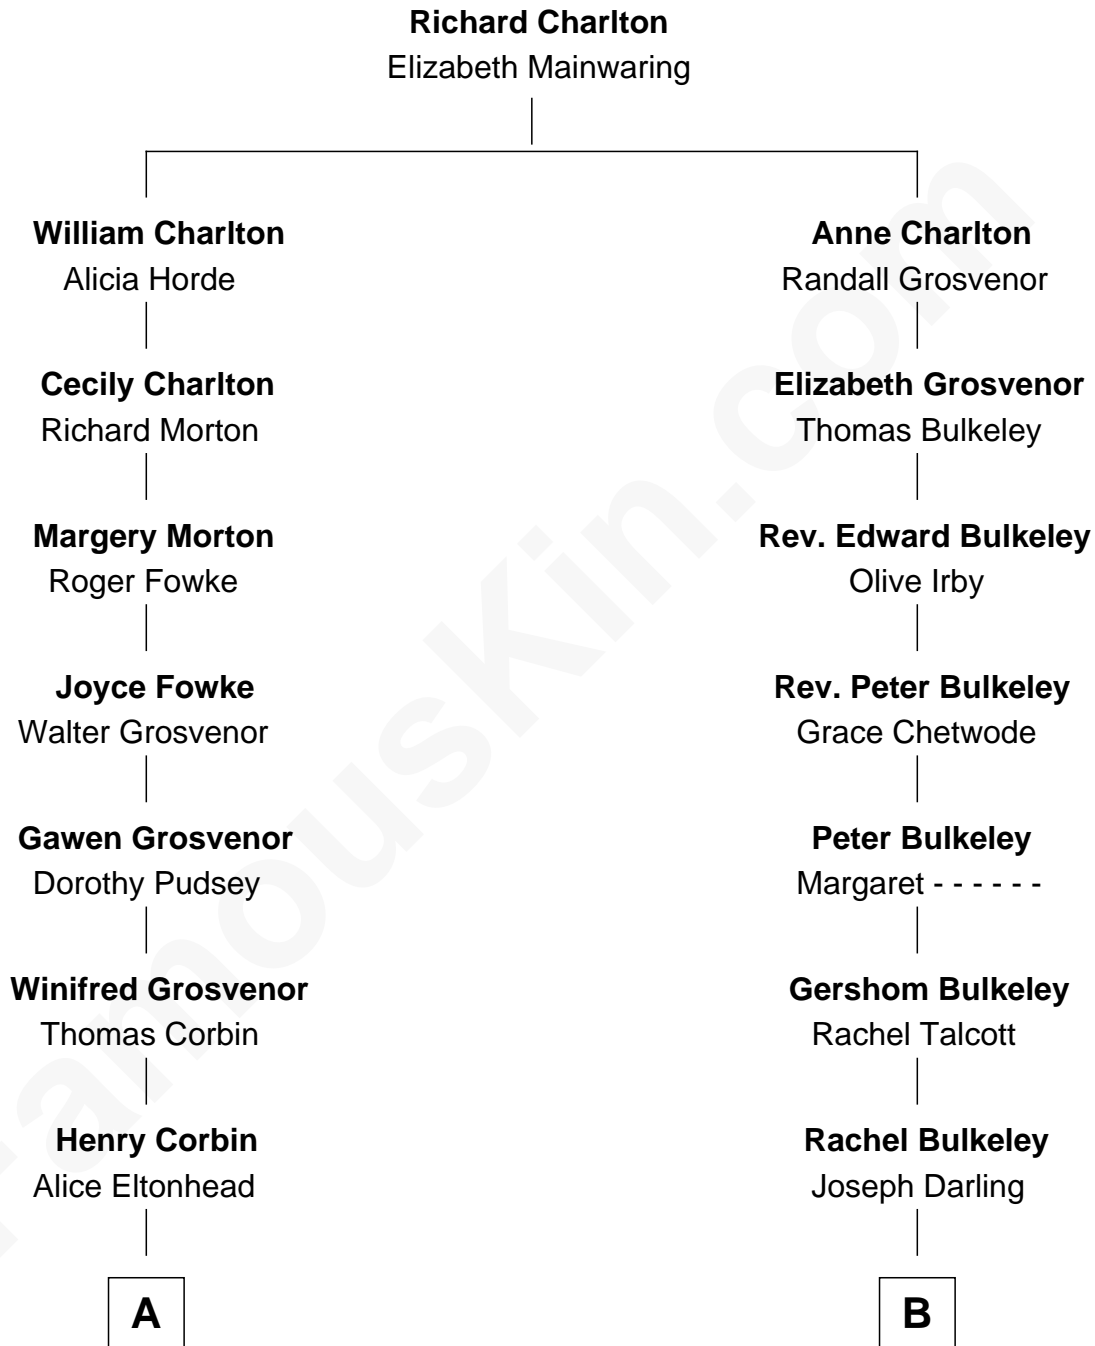 Richard Charlton
Elizabeth Mainwaring
William Charlton
Alicia Horde
Cecily Charlton
Richard Morton
Margery Morton
Roger Fowke
Joyce Fowke
Walter Grosvenor
Gawen Grosvenor
Dorothy Pudsey
Winifred Grosvenor
Thomas Corbin
Henry Corbin
Alice Eltonhead
A
Anne Charlton
Randall Grosvenor
Elizabeth Grosvenor
Thomas Bulkeley
Rev. Edward Bulkeley
Olive Irby
Rev. Peter Bulkeley
Grace Chetwode
Peter Bulkeley
Margaret - - - - - -
Gershom Bulkeley
Rachel Talcott
Rachel Bulkeley
Joseph Darling
B
FamousKin.com